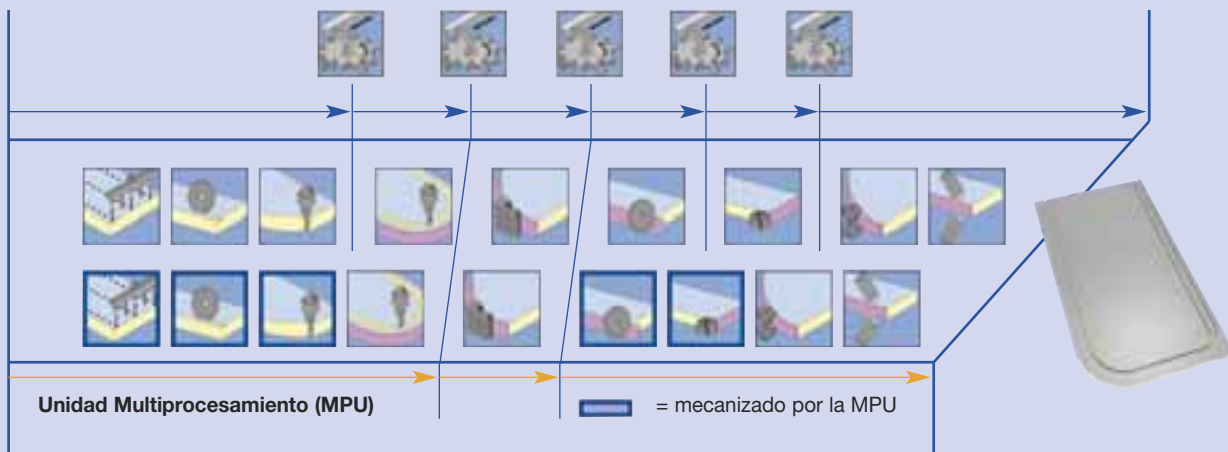 Unidad Multiprocesamiento (MPU)
= mecanizado por la MPU